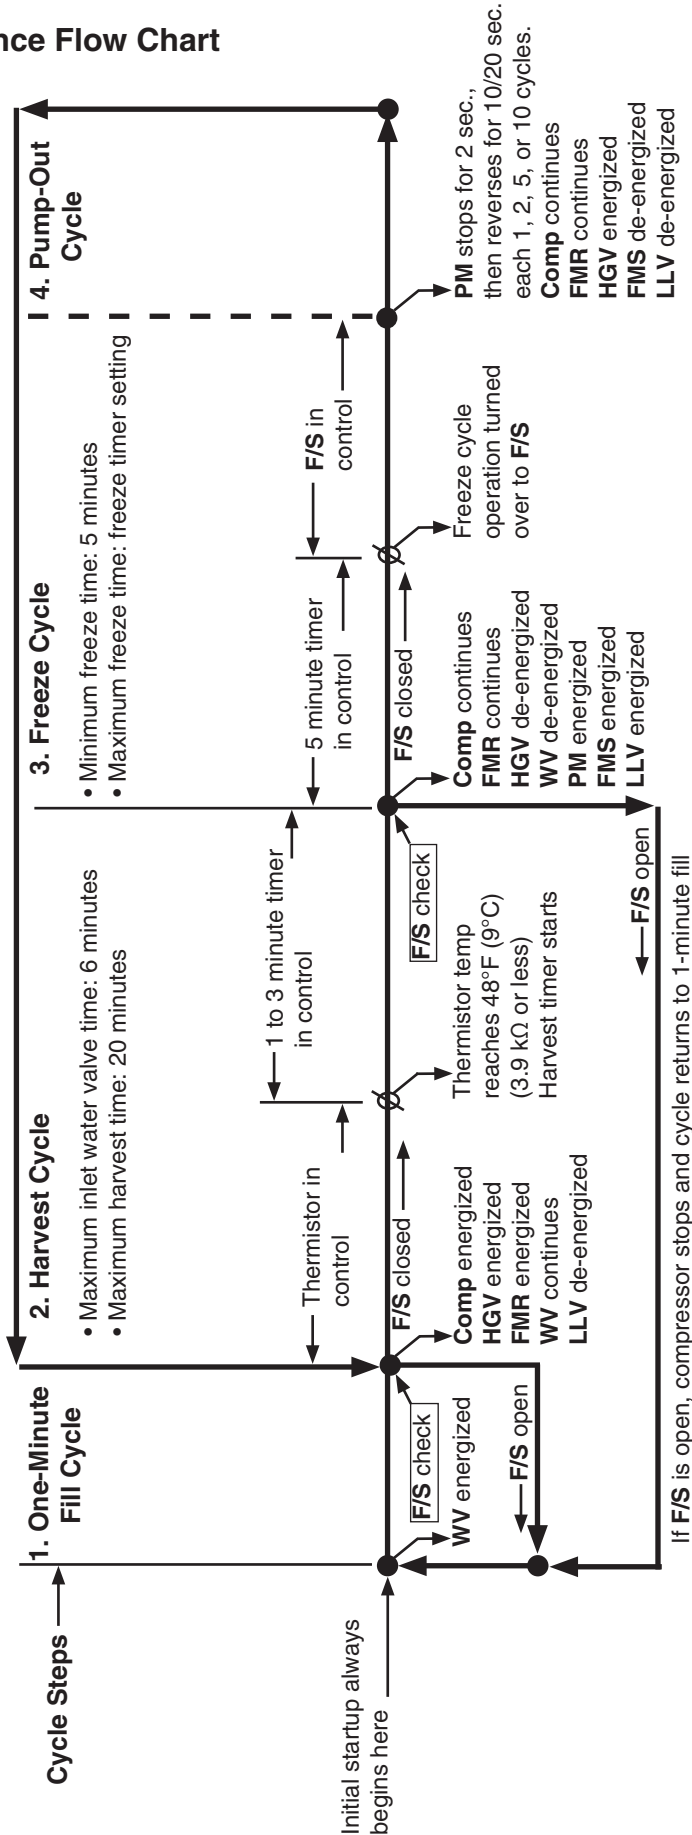 nce Flow Chart
Cycle Steps
1. One-Minute
Fill Cycle
2. Harvest Cycle
• Maximum inlet water valve time: 6 minutes
• Maximum harvest time: 20 minutes
3. Freeze Cycle
• Minimum freeze time: 5 minutes
• Maximum freeze time: freeze timer setting
4. Pump-Out
Cycle
Thermistor in
control
1 to 3 minute timer
in control
5 minute timer
in control
F/S in
control
Initial startup always
begins here
F/S check
WV energized
F/S open
F/S closed
Comp energized
HGV energized
FMR energized
WV continues
LLV de-energized
Thermistor temp
reaches 48°F (9°C)
(3.9 kΩ or less)
Harvest timer starts
F/S check
F/S closed
Comp continues
FMR continues
HGV de-energized
WV de-energized
PM energized
FMS energized
LLV energized
Freeze cycle
operation turned
over to F/S
PM stops for 2 sec.,
then reverses for 10/20 sec.
each 1, 2, 5, or 10 cycles.
Comp continues
FMR continues
HGV energized
FMS de-energized
LLV de-energized
F/S open
If F/S is open, compressor stops and cycle returns to 1-minute fill